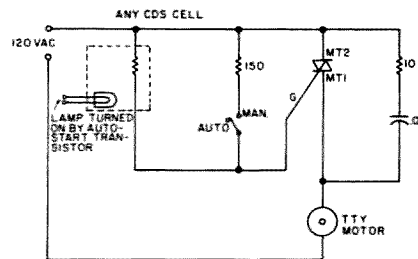 ANY CDS CELL
120 VAC
LAMP TURNED
ON BY AUTO-
START TRAN-
SISTOR
150
MAN.
AUTO
G
MT2
MT1
10
TTY
MOTOR